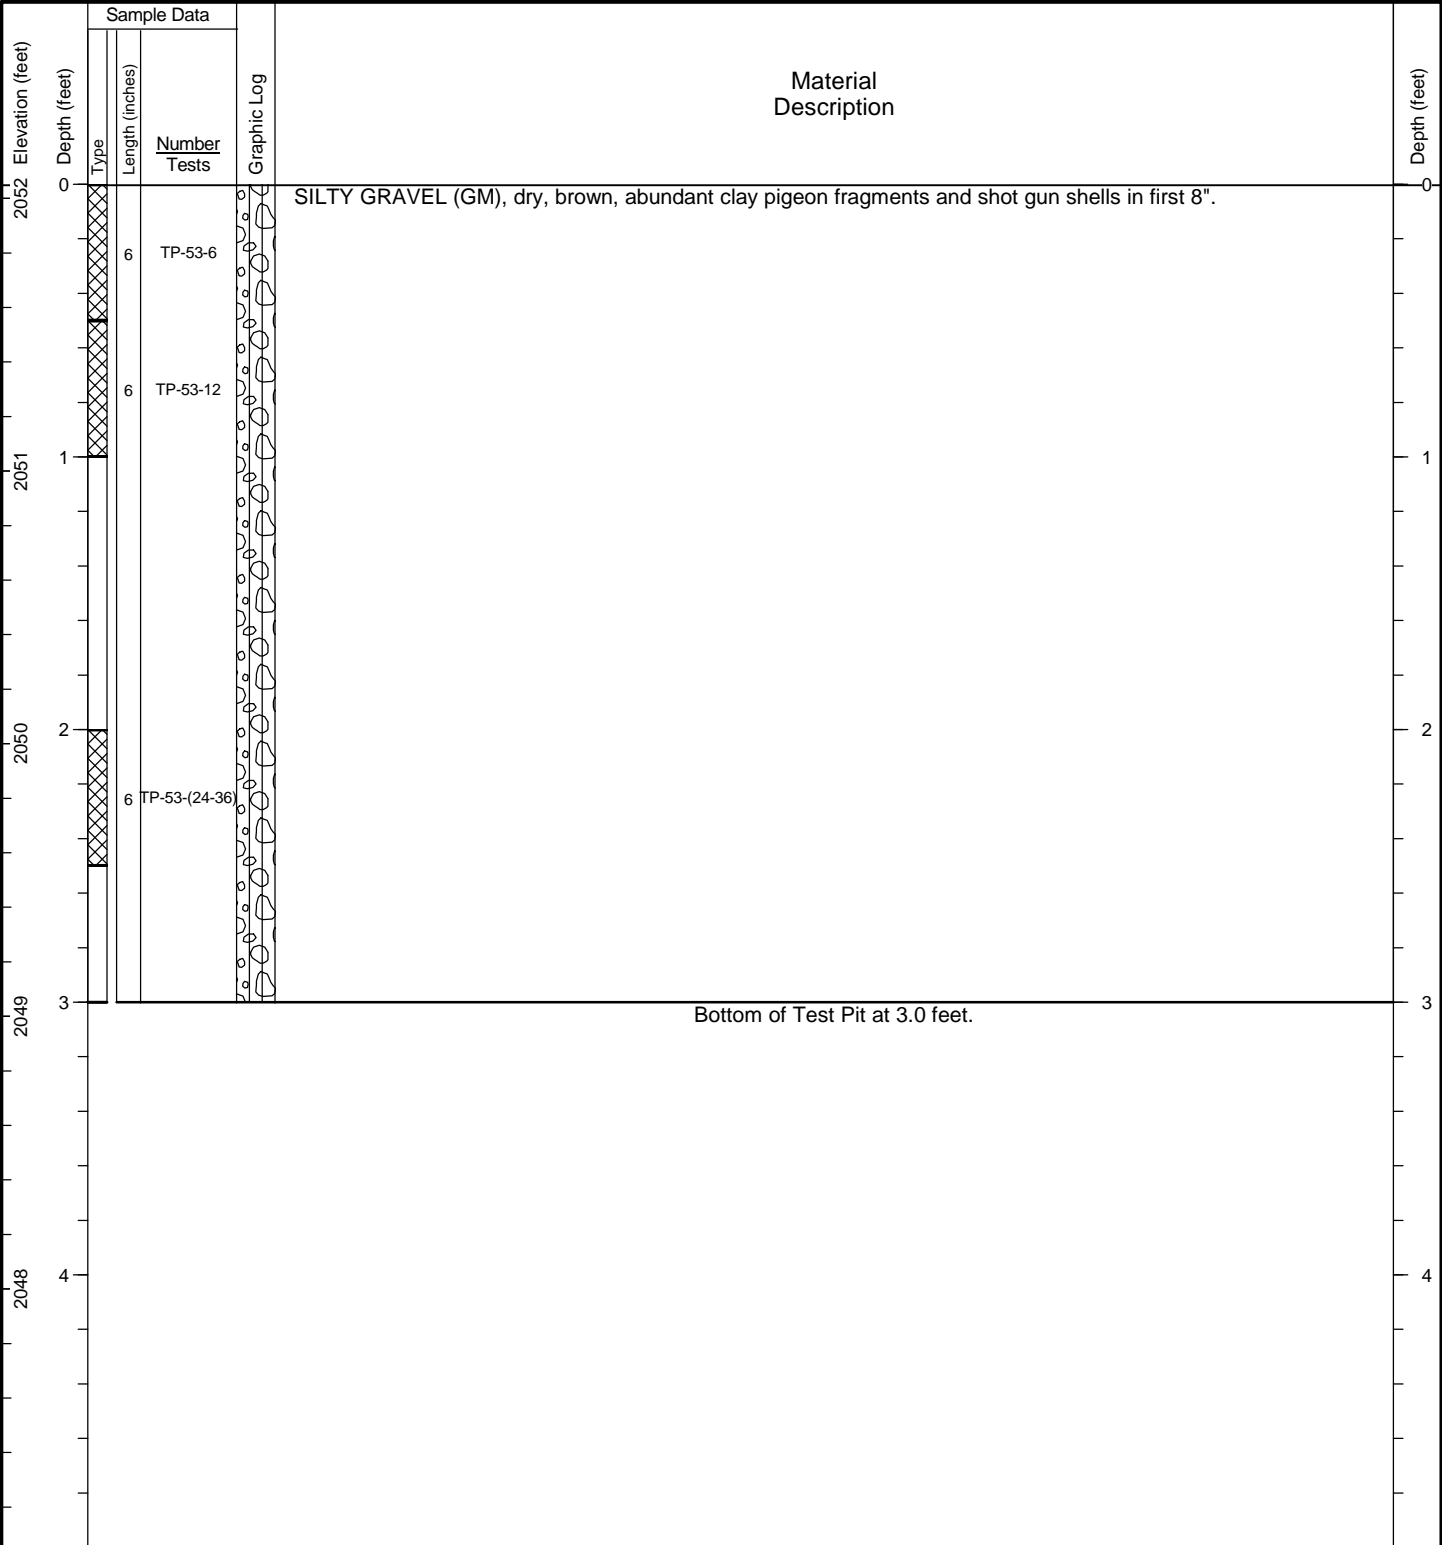 Sample Data
Elevation (feet)
Depth (feet)
Type
Length (inches)
Number
Tests
Graphic Log
Material
Description
Depth (feet)
2052
0
SILTY GRAVEL (GM), dry, brown, abundant clay pigeon fragments and shot gun shells in first 8".
0
6 TP-53-6
6 TP-53-12
2051
1
1
2050
2
2
6 TP-53-(24-36)
2049
3
3
Bottom of Test Pit at 3.0 feet.
2048
4
4